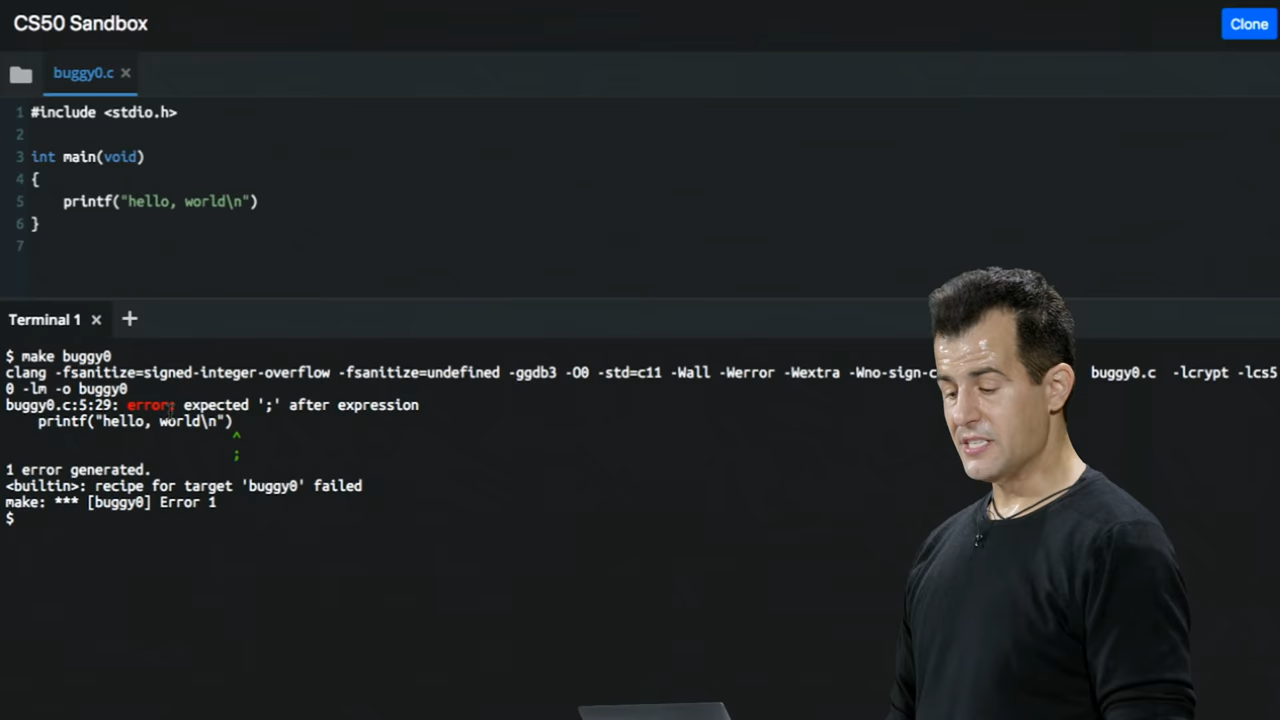 CS50 Sandbox
Clone
buggy0.c ×
1 #include <stdio.h>
2
3 int main(void)
4 {
5     printf("hello, world\n")
6 }
7
Terminal 1 × +
$ make buggy0
clang -fsanitize=signed-integer-overflow -fsanitize=undefined -ggdb3 -O0 -std=c11 -Wall -Werror -Wextra -Wno-sign-c buggy0.c -lcrypt -lcs5
0 -lm -o buggy0
buggy0.c:5:29: error: expected ';' after expression
    printf("hello, world\n")
^
;
1 error generated.
<builtin>: recipe for target 'buggy0' failed
make: *** [buggy0] Error 1
$